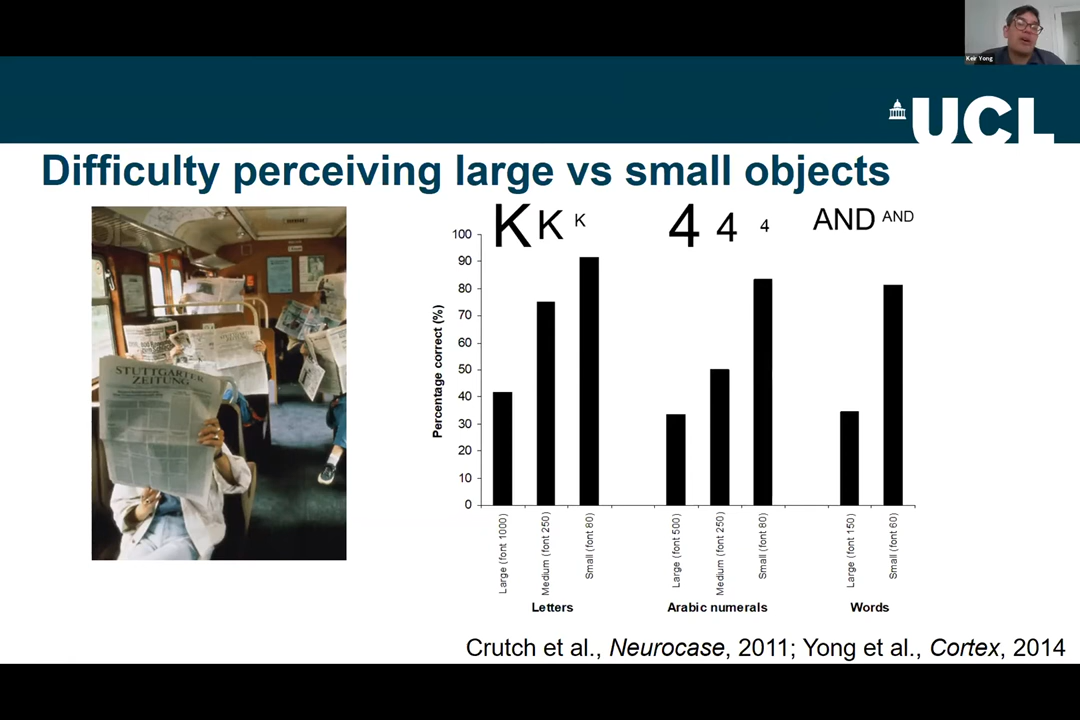 Keir Yong
UCL
Difficulty perceiving large vs small objects
STUTTGARTER
ZEITUNG
K K K
4 4 4
AND AND
Percentage correct (%)
100
90
80
70
60
50
40
30
20
10
0
Large (font 1000)
Medium (font 250)
Small (font 80)
Large (font 500)
Medium (font 250)
Small (font 80)
Large (font 150)
Small (font 60)
Letters
Arabic numerals
Words
Crutch et al., Neurocase, 2011; Yong et al., Cortex, 2014